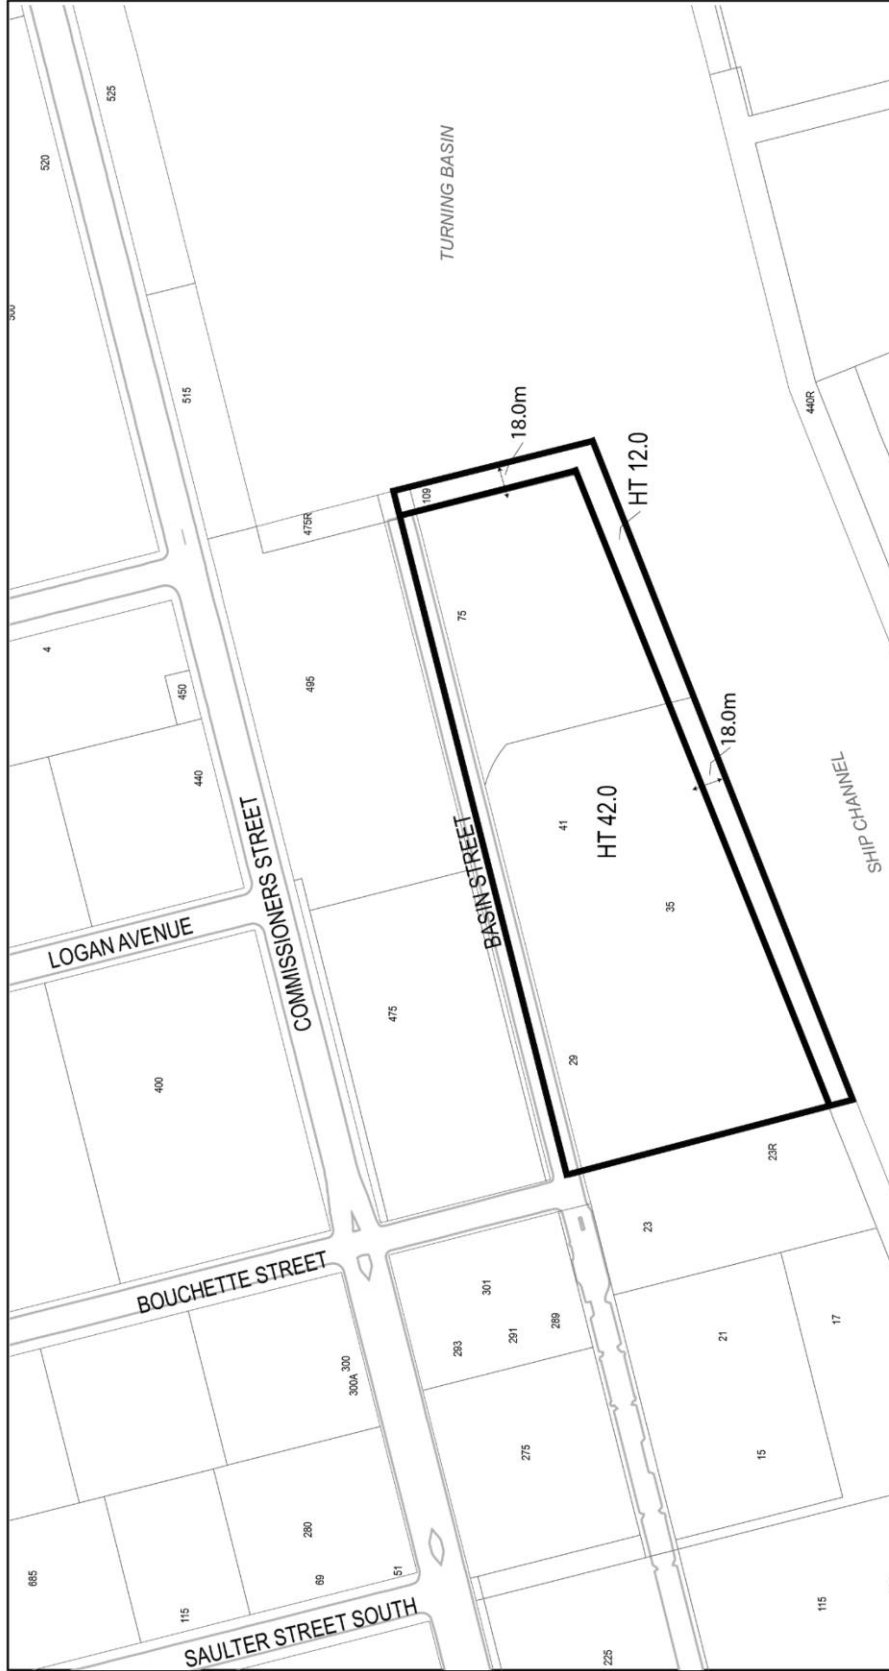 520
525
500
TURNING BASIN
515
440R
18.0m
HT 12.0
109
475R
75
4
495
450
440
18.0m
COMMISSIONERS STREET
41
HT 42.0
BASIN STREET
SHIP CHANNEL
LOGAN AVENUE
35
475
29
400
23R
23
BOUCHETTE STREET
301
289
291
293
21
17
300
300A
275
15
280
69
51
685
115
115
SAULTER STREET SOUTH
225